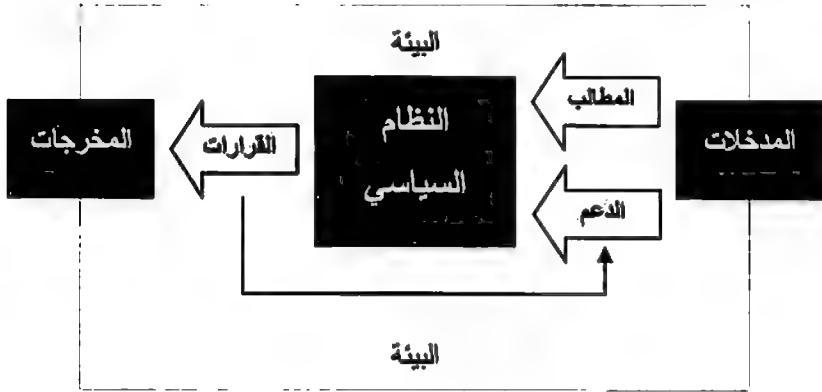 البيئة
المدخلات
المطالب
الدعم
النظام
السياسي
القرارات
المخرجات
البيئة